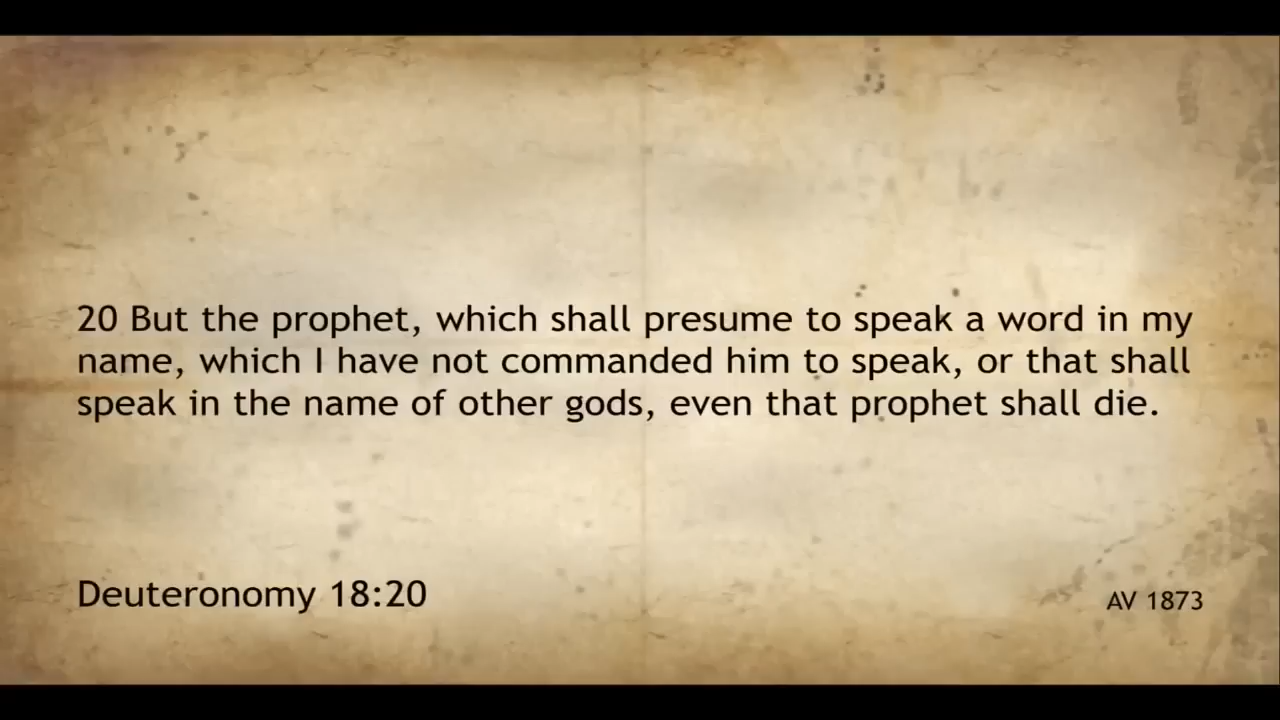 20 But the prophet, which shall presume to speak a word in my
name, which I have not commanded him to speak, or that shall
speak in the name of other gods, even that prophet shall die.
Deuteronomy 18:20
AV 1873